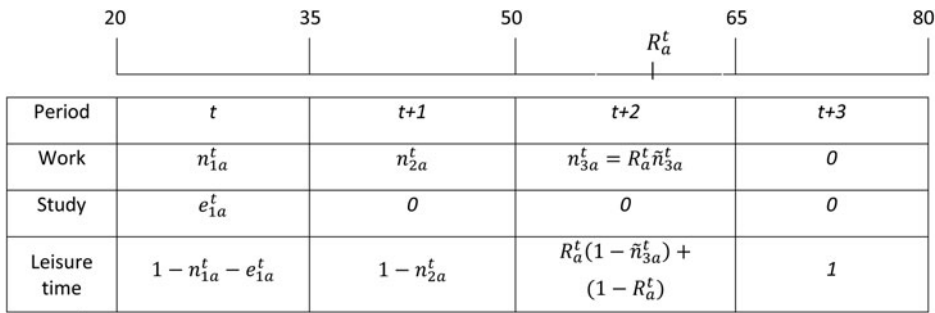 20 35 50 65 80
$R_a^t$
Period t t+1 t+2 t+3
Work $n_{1a}^t$ $n_{2a}^t$ $n_{3a}^t = R_a^t \tilde{n}_{3a}^t$ 0
Study $e_{1a}^t$ 0 0 0
Leisure time $1 - n_{1a}^t - e_{1a}^t$ $1 - n_{2a}^t$ $R_a^t(1 - \tilde{n}_{3a}^t) + (1 - R_a^t)$ 1